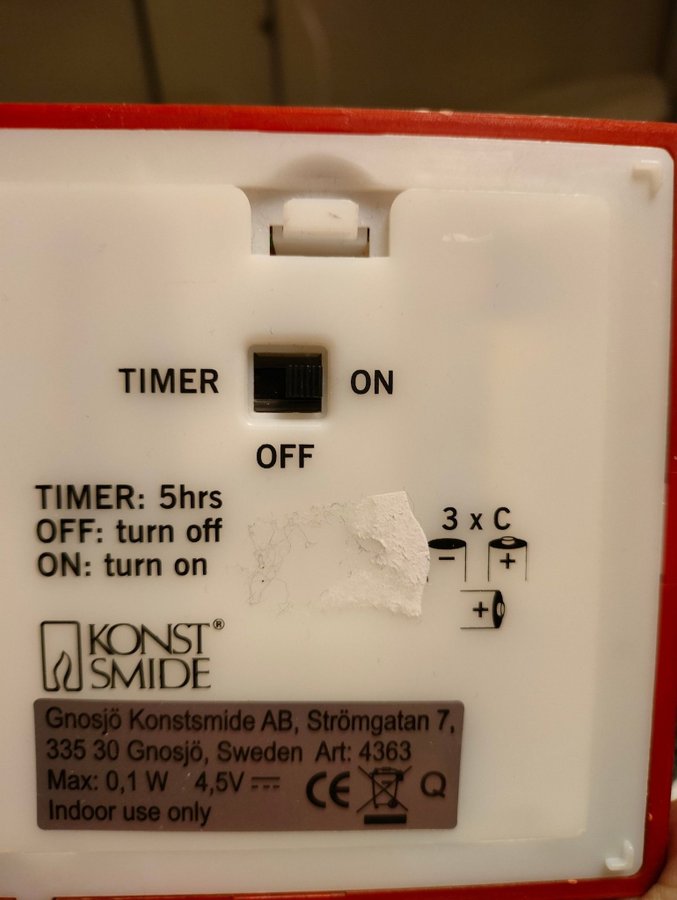 TIMER ON
OFF
TIMER: 5hrs
OFF: turn off
ON: turn on
3 x C
- +
+
KONST®
SMIDE
Gnosjö Konstsmide AB, Strömgatan 7,
335 30 Gnosjö, Sweden Art: 4363
Max: 0,1 W 4,5V ⎓ CE Q
Indoor use only